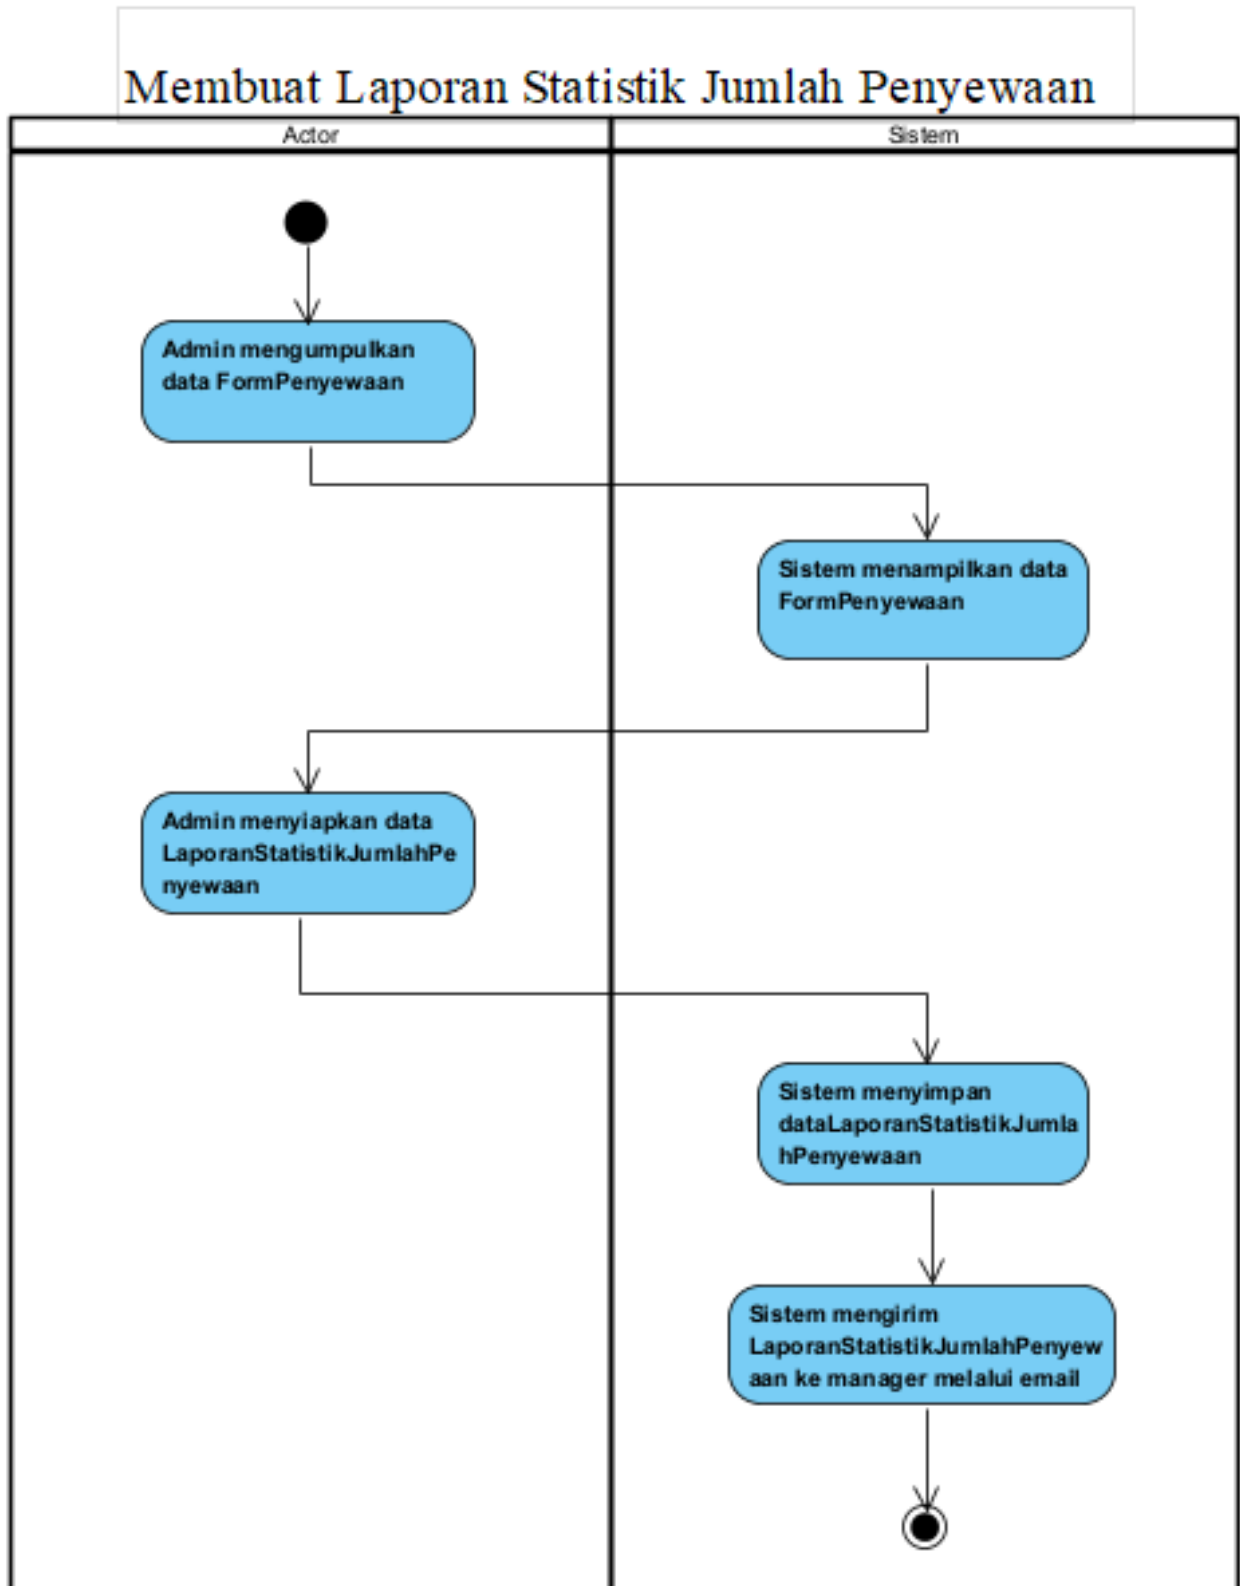 Membuat Laporan Statistik Jumlah Penyewaan
Actor
Sistem
Admin mengumpulkan
data FormPenyewaan
Sistem menampilkan data
FormPenyewaan
Admin menyiapkan data
LaporanStatistikJumlahPe
nyewaan
Sistem menyimpan
dataLaporanStatistikJumla
hPenyewaan
Sistem mengirim
LaporanStatistikJumlahPenyew
aan ke manager melalui email